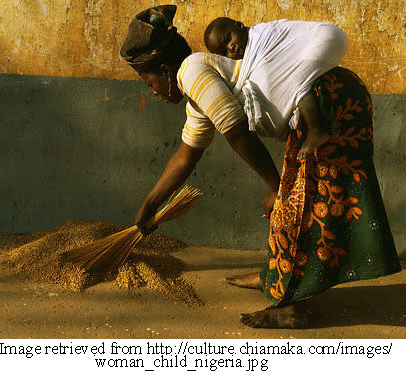 Image retrieved from http://culture.chiamaka.com/images/
woman_child_nigeria.jpg